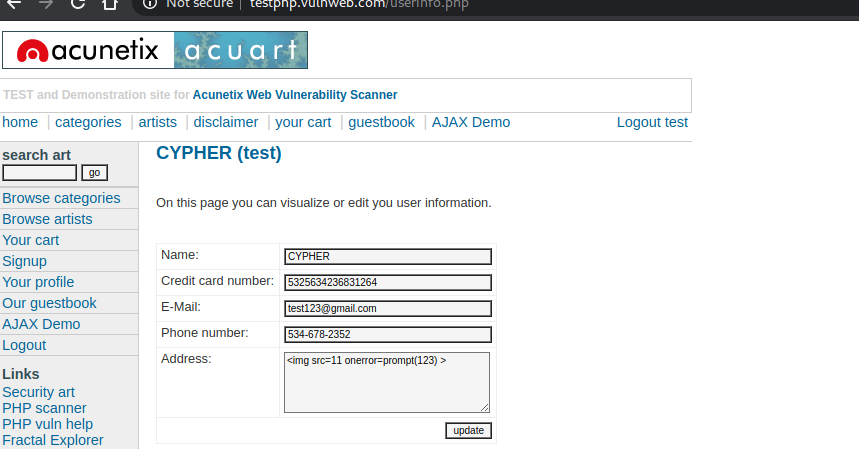 Not secure | testphp.vulnweb.com/userinfo.php
acunetix acuart
TEST and Demonstration site for Acunetix Web Vulnerability Scanner
home | categories | artists | disclaimer | your cart | guestbook | AJAX Demo Logout test
search art
go
Browse categories
Browse artists
Your cart
Signup
Your profile
Our guestbook
AJAX Demo
Logout
Links
Security art
PHP scanner
PHP vuln help
Fractal Explorer
CYPHER (test)
On this page you can visualize or edit you user information.
Name: CYPHER
Credit card number: 5325634236831264
E-Mail: test123@gmail.com
Phone number: 534-678-2352
Address: <img src=11 onerror=prompt(123) >
update